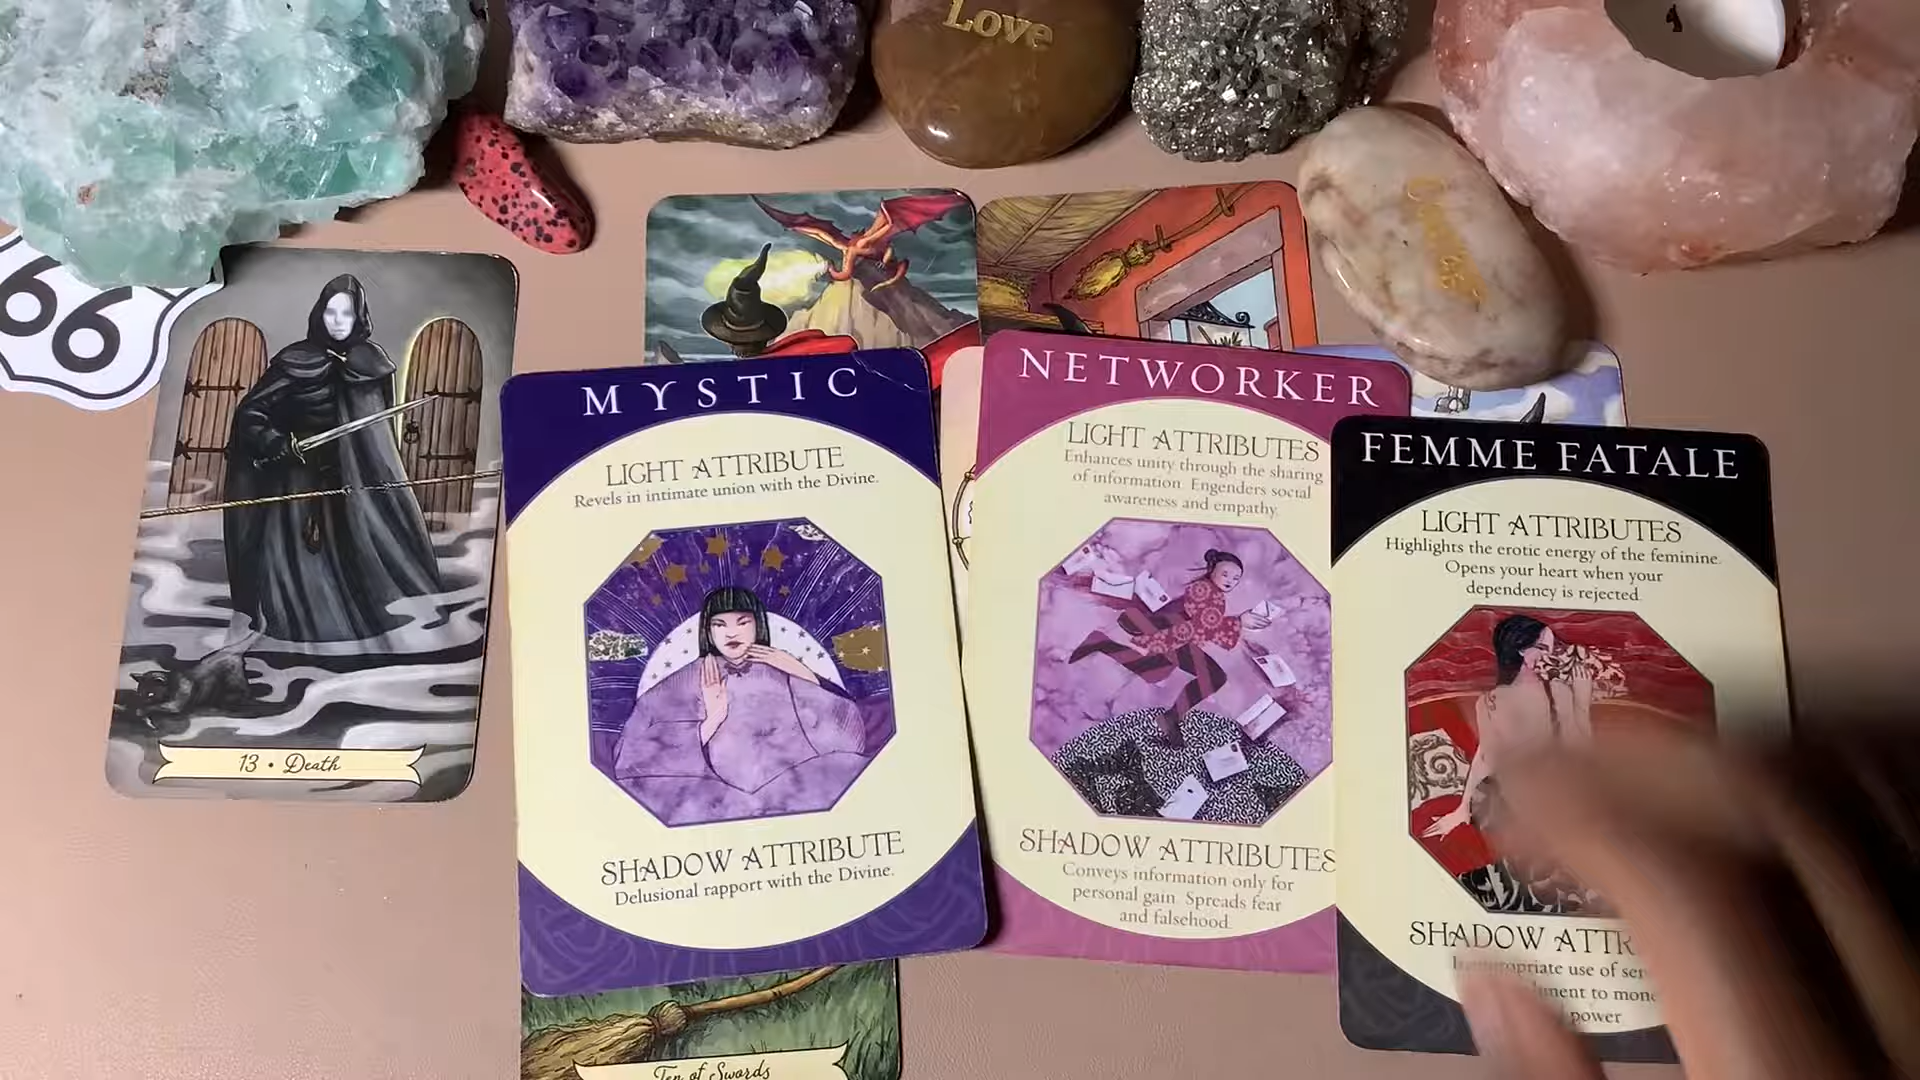 Love
66
13 • Death
MYSTIC
LIGHT ATTRIBUTE
Revels in intimate union with the Divine.
SHADOW ATTRIBUTE
Delusional rapport with the Divine.
Ten of Swords
NETWORKER
LIGHT ATTRIBUTES
Enhances unity through the sharing
of information. Engenders social
awareness and empathy.
SHADOW ATTRIBUTES
Conveys information only for
personal gain. Spreads fear
and falsehood.
FEMME FATALE
LIGHT ATTRIBUTES
Highlights the erotic energy of the feminine.
Opens your heart when your
dependency is rejected.
SHADOW
use of
to
power